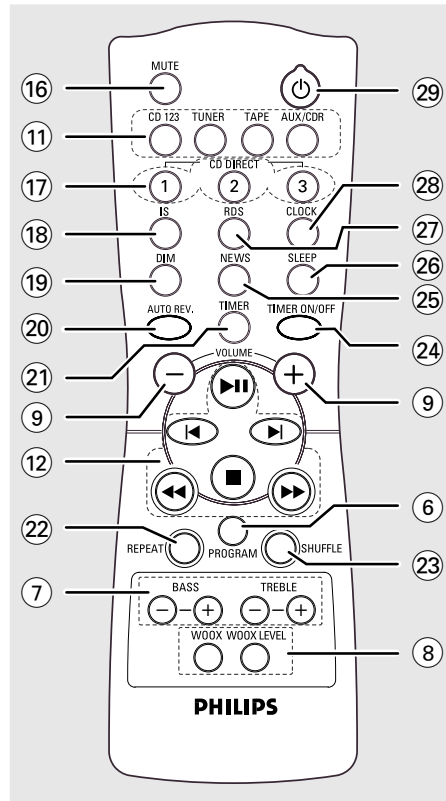 MUTE
16
29
CD 123 TUNER TAPE AUX/CDR
11
CD DIRECT
17
1 2 3
28
IS RDS CLOCK
18
27
DIM NEWS SLEEP
26
19
25
AUTO REV. TIMER TIMER ON/OFF
20
24
21
VOLUME
9
9
12
6
22
REPEAT PROGRAM SHUFFLE
23
7
BASS TREBLE
− + − +
WOOX WOOX LEVEL
8
PHILIPS